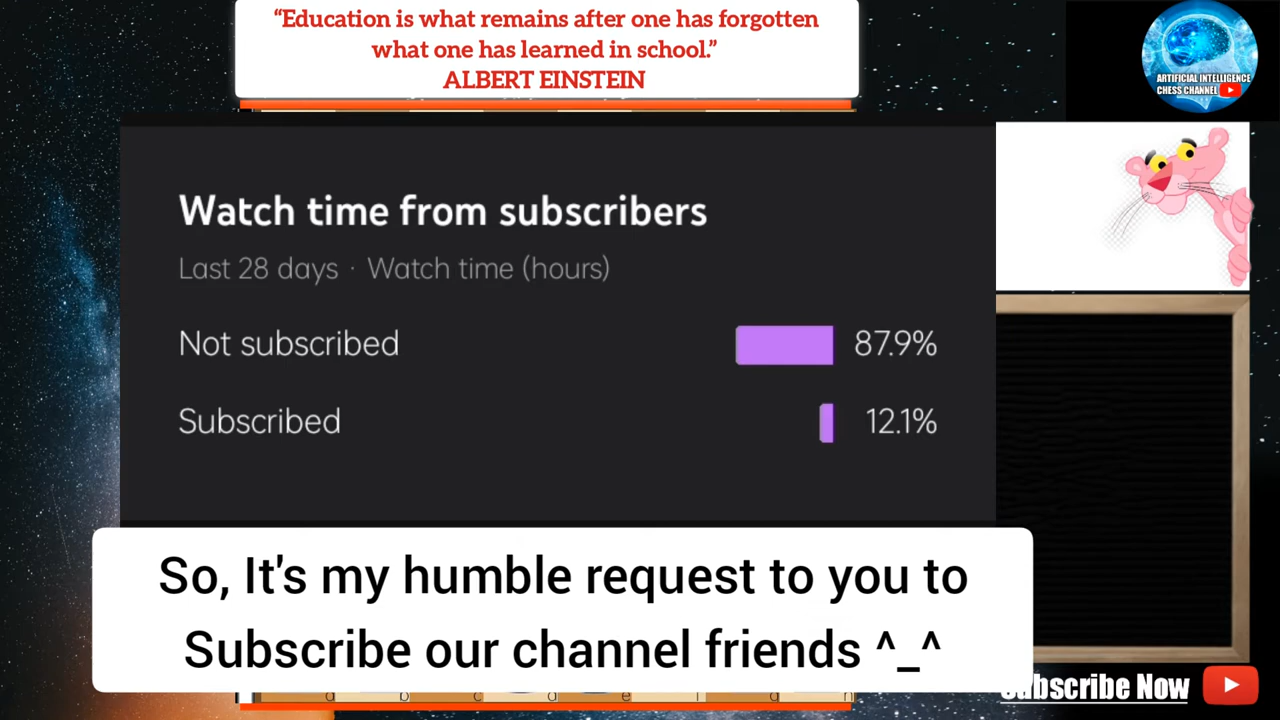 “Education is what remains after one has forgotten
what one has learned in school.”
ALBERT EINSTEIN
ARTIFICIAL INTELLIGENCE
CHESS CHANNEL
Watch time from subscribers
Last 28 days · Watch time (hours)
Not subscribed 87.9%
Subscribed 12.1%
So, It's my humble request to you to
Subscribe our channel friends ^_^
a b c d e f g h
Subscribe Now